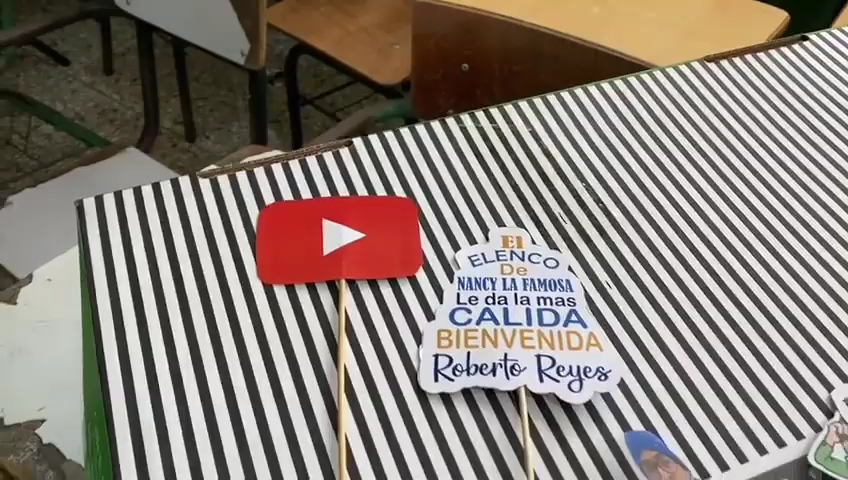 El
ELENCO
De
NANCY LA FAMOSA
Le da la mas
CALIDA
BIENVENIDA
Roberto Reyes